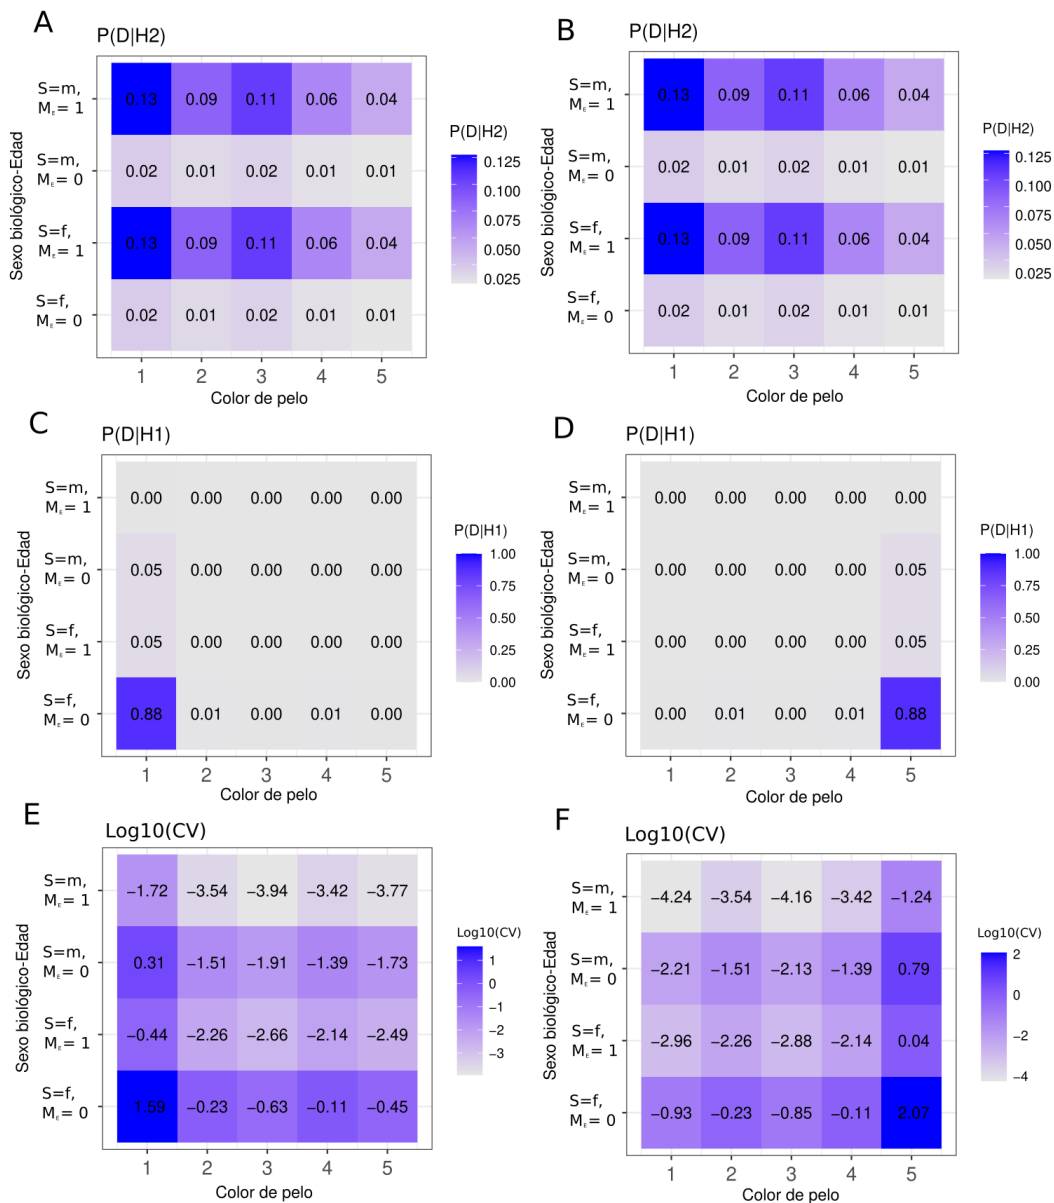 A
P(D|H2)
Sexo biológico-Edad
S=m,
M_E= 1
0.13 0.09 0.11 0.06 0.04
S=m,
M_E= 0
0.02 0.01 0.02 0.01 0.01
S=f,
M_E= 1
0.13 0.09 0.11 0.06 0.04
S=f,
M_E= 0
0.02 0.01 0.02 0.01 0.01
1 2 3 4 5
Color de pelo
P(D|H2)
0.125
0.100
0.075
0.050
0.025
B
P(D|H2)
Sexo biológico-Edad
S=m,
M_E= 1
0.13 0.09 0.11 0.06 0.04
S=m,
M_E= 0
0.02 0.01 0.02 0.01 0.01
S=f,
M_E= 1
0.13 0.09 0.11 0.06 0.04
S=f,
M_E= 0
0.02 0.01 0.02 0.01 0.01
1 2 3 4 5
Color de pelo
P(D|H2)
0.125
0.100
0.075
0.050
0.025
C
P(D|H1)
Sexo biológico-Edad
S=m,
M_E= 1
0.00 0.00 0.00 0.00 0.00
S=m,
M_E= 0
0.05 0.00 0.00 0.00 0.00
S=f,
M_E= 1
0.05 0.00 0.00 0.00 0.00
S=f,
M_E= 0
0.88 0.01 0.00 0.01 0.00
1 2 3 4 5
Color de pelo
P(D|H1)
1.00
0.75
0.50
0.25
0.00
D
P(D|H1)
Sexo biológico-Edad
S=m,
M_E= 1
0.00 0.00 0.00 0.00 0.00
S=m,
M_E= 0
0.00 0.00 0.00 0.00 0.05
S=f,
M_E= 1
0.00 0.00 0.00 0.00 0.05
S=f,
M_E= 0
0.00 0.01 0.00 0.01 0.88
1 2 3 4 5
Color de pelo
P(D|H1)
1.00
0.75
0.50
0.25
0.00
E
Log10(CV)
Sexo biológico-Edad
S=m,
M_E= 1
−1.72 −3.54 −3.94 −3.42 −3.77
S=m,
M_E= 0
0.31 −1.51 −1.91 −1.39 −1.73
S=f,
M_E= 1
−0.44 −2.26 −2.66 −2.14 −2.49
S=f,
M_E= 0
1.59 −0.23 −0.63 −0.11 −0.45
1 2 3 4 5
Color de pelo
Log10(CV)
1
0
−1
−2
−3
F
Log10(CV)
Sexo biológico-Edad
S=m,
M_E= 1
−4.24 −3.54 −4.16 −3.42 −1.24
S=m,
M_E= 0
−2.21 −1.51 −2.13 −1.39 0.79
S=f,
M_E= 1
−2.96 −2.26 −2.88 −2.14 0.04
S=f,
M_E= 0
−0.93 −0.23 −0.85 −0.11 2.07
1 2 3 4 5
Color de pelo
Log10(CV)
2
0
−2
−4